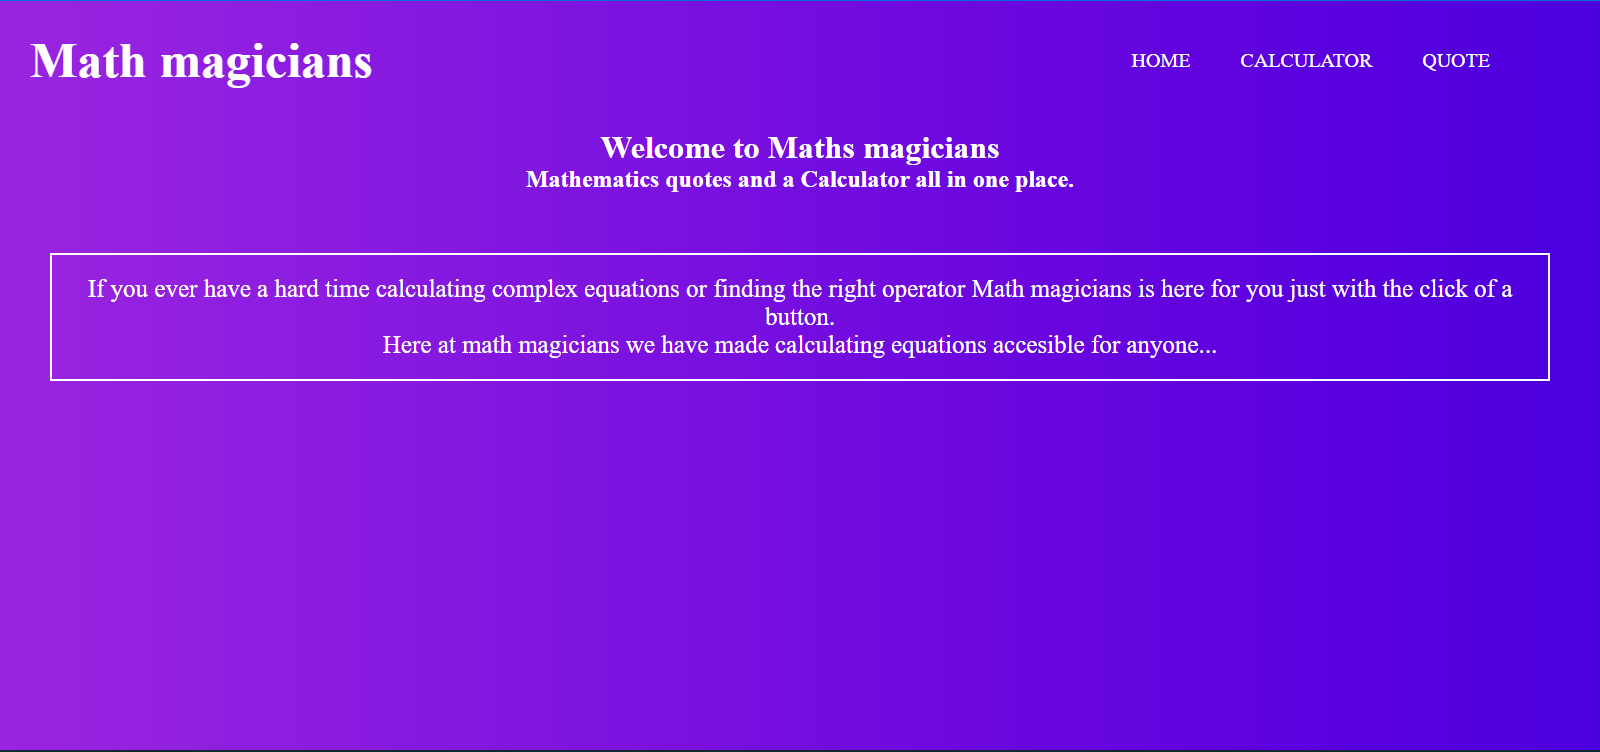 Math magicians
HOME CALCULATOR QUOTE
Welcome to Maths magicians
Mathematics quotes and a Calculator all in one place.
If you ever have a hard time calculating complex equations or finding the right operator Math magicians is here for you just with the click of a
button.
Here at math magicians we have made calculating equations accesible for anyone...